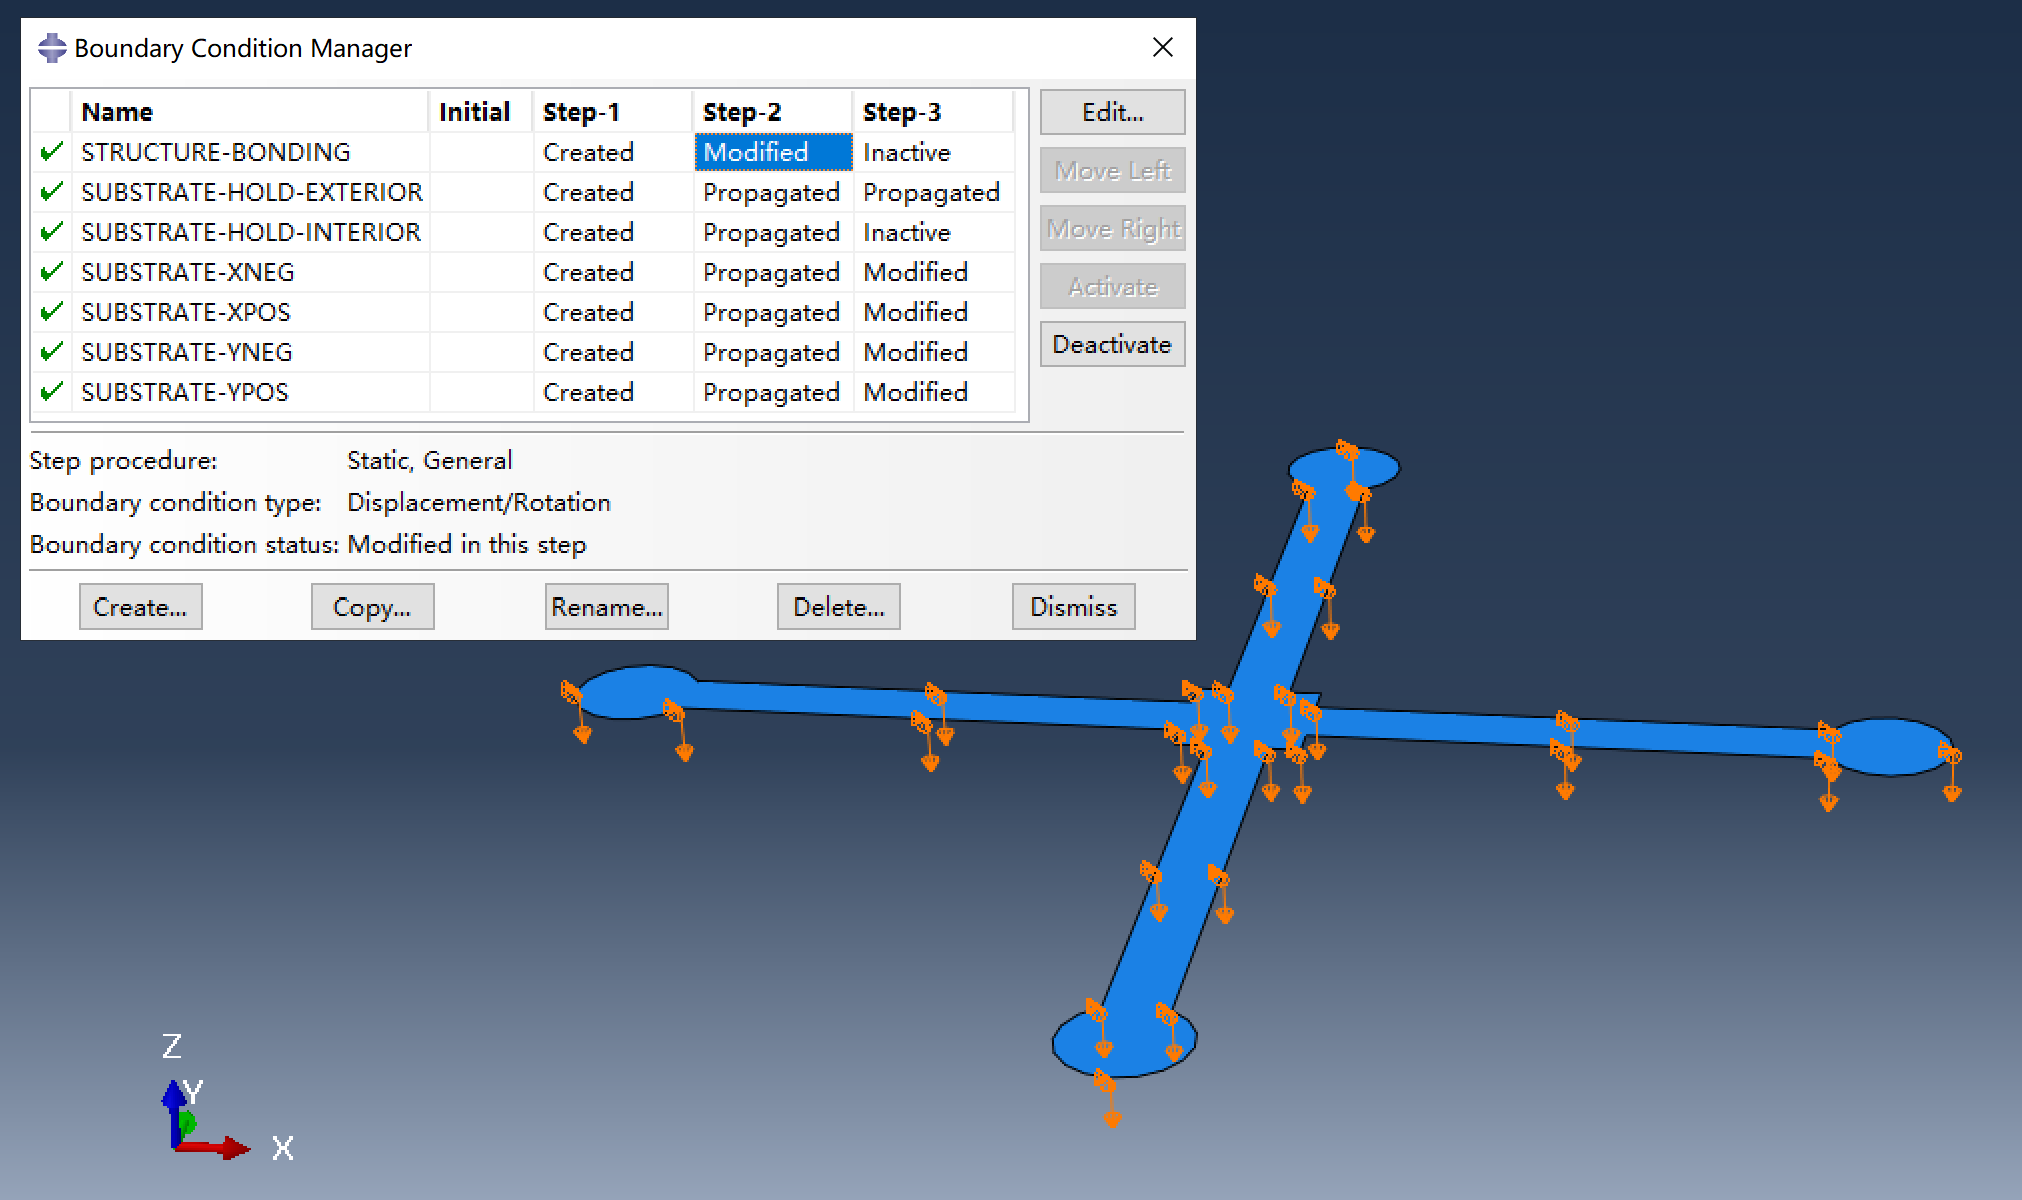 Boundary Condition Manager
Name Initial Step-1 Step-2 Step-3
STRUCTURE-BONDING Created Modified Inactive
SUBSTRATE-HOLD-EXTERIOR Created Propagated Propagated
SUBSTRATE-HOLD-INTERIOR Created Propagated Inactive
SUBSTRATE-XNEG Created Propagated Modified
SUBSTRATE-XPOS Created Propagated Modified
SUBSTRATE-YNEG Created Propagated Modified
SUBSTRATE-YPOS Created Propagated Modified
Edit...
Move Left
Move Right
Activate
Deactivate
Step procedure: Static, General
Boundary condition type: Displacement/Rotation
Boundary condition status: Modified in this step
Create... Copy... Rename... Delete... Dismiss
Z
Y
X